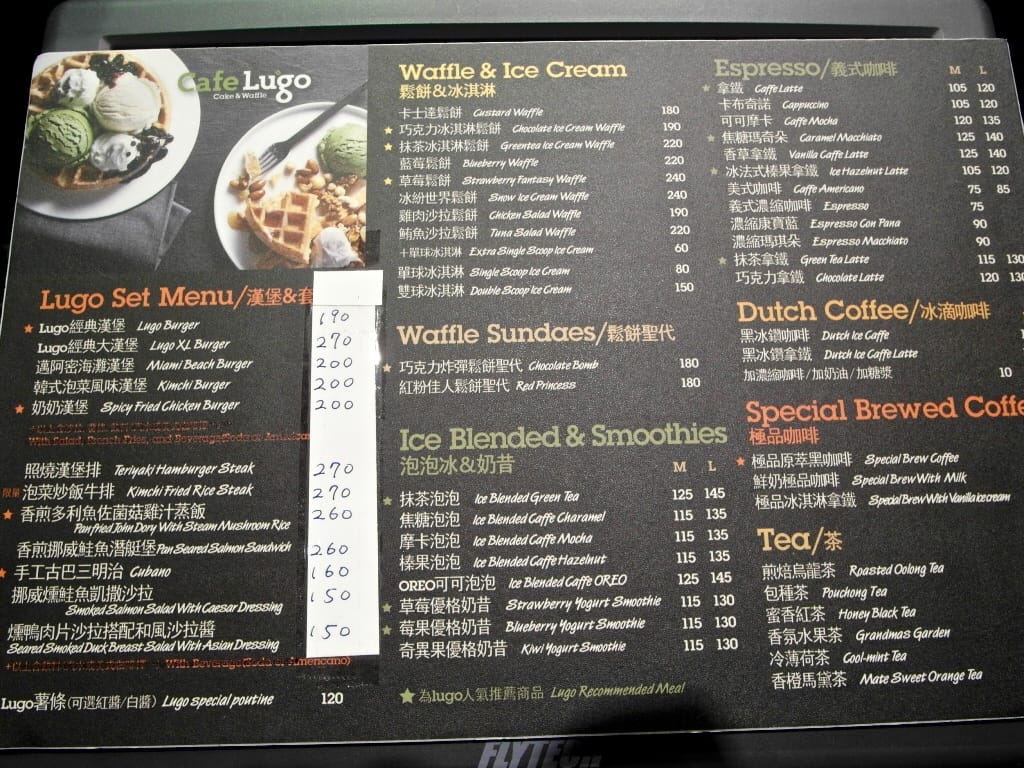 Cafe Lugo
Cake & Waffle
Lugo Set Menu/漢堡&套
★ Lugo經典漢堡 Lugo Burger 190
Lugo經典大漢堡 Lugo XL Burger 270
邁阿密海灘漢堡 Miami Beach Burger 200
韓式泡菜風味漢堡 Kimchi Burger 200
★ 奶奶漢堡 Spicy Fried Chicken Burger 200
With Salad, French Fries, and Beverage(Soda or American
照燒漢堡排 Teriyaki Hamburger Steak 270
限量 泡菜炒飯牛排 Kimchi Fried Rice Steak 270
★ 香煎多利魚佐菌菇雞汁蒸飯 260
Pan fried John Dory With Steam Mushroom Rice
香煎挪威鮭魚潛艇堡 Pan Seared Salmon Sandwich 260
★ 手工古巴三明治 Cubano 160
挪威燻鮭魚凱撒沙拉 150
Smoked Salmon Salad With Caesar Dressing
燻鴨肉片沙拉搭配和風沙拉醬 150
Seared Smoked Duck Breast Salad With Asian Dressing
With Beverage(Soda or Americano)
Lugo薯條(可選紅醬/白醬) Lugo special poutine 120
Waffle & Ice Cream
鬆餅&冰淇淋
卡士達鬆餅 Custard Waffle 180
★ 巧克力冰淇淋鬆餅 Chocolate Ice Cream Waffle 190
★ 抹茶冰淇淋鬆餅 Greentea Ice Cream Waffle 220
藍莓鬆餅 Blueberry Waffle 220
★ 草莓鬆餅 Strawberry Fantasy Waffle 240
冰紛世界鬆餅 Snow Ice Cream Waffle 240
雞肉沙拉鬆餅 Chicken Salad Waffle 190
鮪魚沙拉鬆餅 Tuna Salad Waffle 220
+單球冰淇淋 Extra Single Scoop Ice Cream 60
單球冰淇淋 Single Scoop Ice Cream 80
雙球冰淇淋 Double Scoop Ice Cream 150
Waffle Sundaes/鬆餅聖代
★ 巧克力炸彈鬆餅聖代 Chocolate Bomb 180
紅粉佳人鬆餅聖代 Red Princess 180
Ice Blended & Smoothies
泡泡冰&奶昔 M L
★ 抹茶泡泡 Ice Blended Green Tea 125 145
焦糖泡泡 Ice Blended Caffe Charamel 115 135
摩卡泡泡 Ice Blended Caffe Mocha 115 135
榛果泡泡 Ice Blended Caffe Hazelnut 115 135
OREO可可泡泡 Ice Blended Caffe OREO 125 145
★ 草莓優格奶昔 Strawberry Yogurt Smoothie 115 130
★ 莓果優格奶昔 Blueberry Yogurt Smoothie 115 130
奇異果優格奶昔 Kiwi Yogurt Smoothie 115 130
★ 為lugo人氣推薦商品 Lugo Recommended Meal
Espresso/義式咖啡 M L
★ 拿鐵 Caffe Latte 105 120
卡布奇諾 Cappuccino 105 120
可可摩卡 Caffe Mocha 120 135
★ 焦糖瑪奇朵 Caramel Macchiato 125 140
香草拿鐵 Vanilla Caffe Latte 125 140
★ 冰法式榛果拿鐵 Ice Hazelnut Latte 105 120
美式咖啡 Caffe Americano 75 85
義式濃縮咖啡 Espresso 75
濃縮康寶藍 Espresso Con Pana 90
濃縮瑪琪朵 Espresso Macchiato 90
★ 抹茶拿鐵 Green Tea Latte 115 130
巧克力拿鐵 Chocolate Latte 120 130
Dutch Coffee/冰滴咖啡
黑冰鑽咖啡 Dutch Ice Caffe
黑冰鑽拿鐵 Dutch Ice Caffe Latte
加濃縮咖啡/加奶油/加糖漿 10
Special Brewed Coffe
極品咖啡
★ 極品原萃黑咖啡 Special Brew Coffee
鮮奶極品咖啡 Special Brew With Milk
極品冰淇淋拿鐵 Special Brew With Vanilla icecream
Tea/茶
煎焙烏龍茶 Roasted Oolong Tea
包種茶 Pouchong Tea
蜜香紅茶 Honey Black Tea
香氛水果茶 Grandmas Garden
冷薄荷茶 Cool-mint Tea
香橙馬黛茶 Mate Sweet Orange Tea
FLYTECH